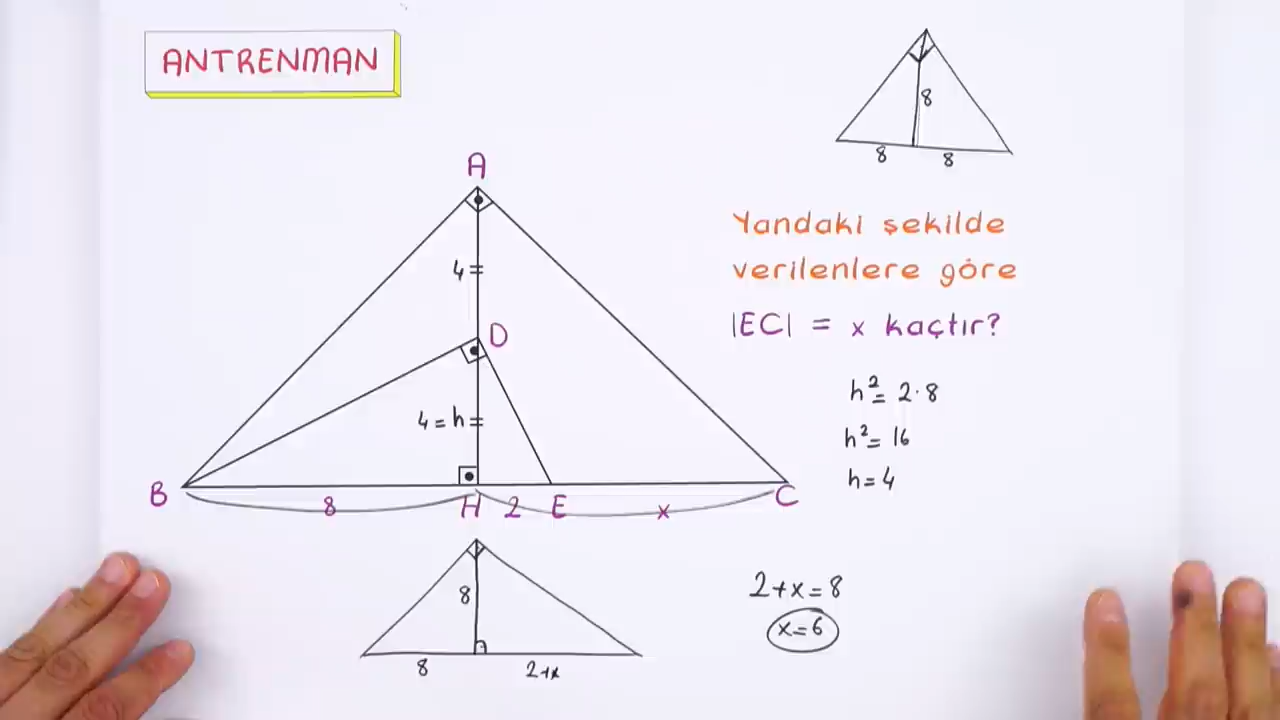 ANTRENMAN
8
8 8
A
4
Yandaki şekilde
verilenlere göre
|EC| = x kaçtır?
D
4 = h
h² = 2·8
h² = 16
h = 4
B H E C
8 2 x
8
8 2+x
2+x=8
x=6